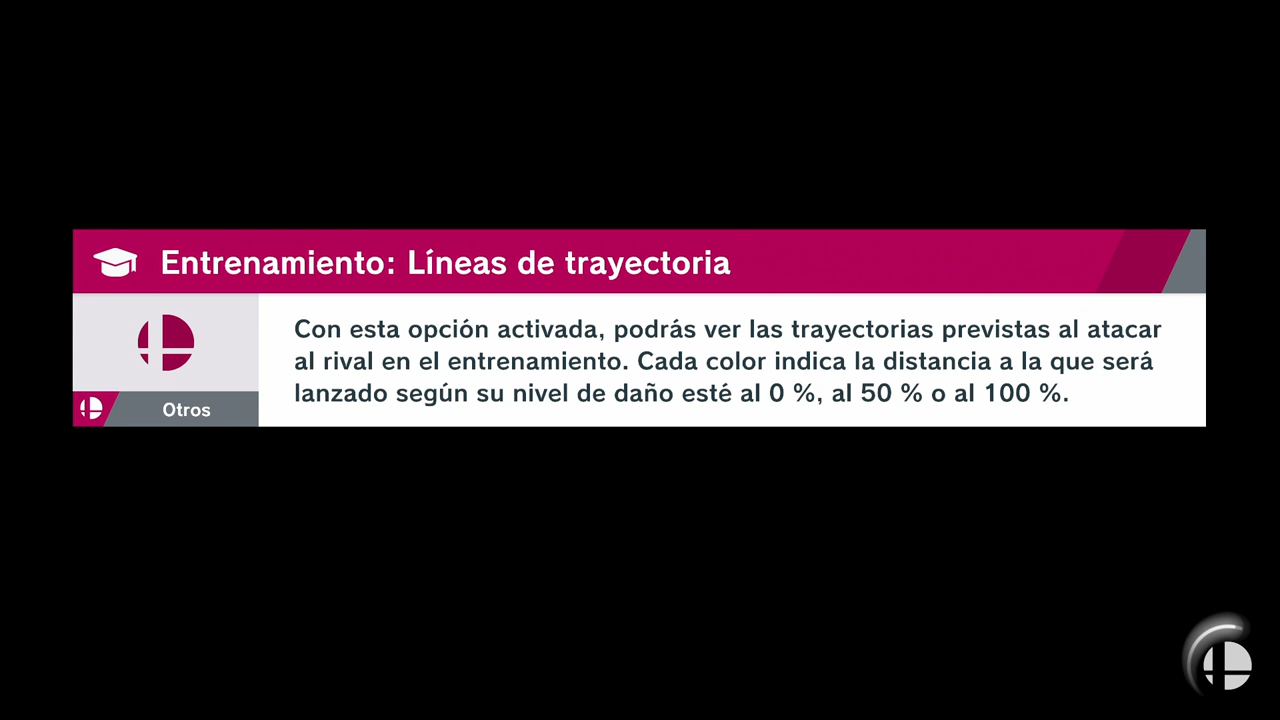 Entrenamiento: Líneas de trayectoria
Con esta opción activada, podrás ver las trayectorias previstas al atacar
al rival en el entrenamiento. Cada color indica la distancia a la que será
lanzado según su nivel de daño esté al 0 %, al 50 % o al 100 %.
Otros